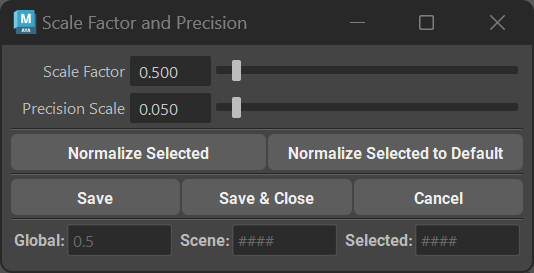 M
AYA
Scale Factor and Precision
Scale Factor 0.500
Precision Scale 0.050
Normalize Selected Normalize Selected to Default
Save Save & Close Cancel
Global: 0.5 Scene: #### Selected: ####